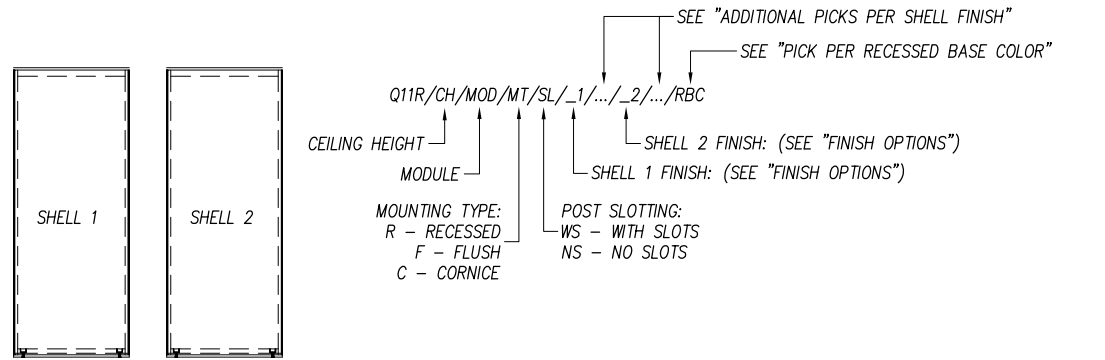 SEE "ADDITIONAL PICKS PER SHELL FINISH"
SEE "PICK PER RECESSED BASE COLOR"
Q11R/CH/MOD/MT/SL/_1/.../_2/.../RBC
CEILING HEIGHT
SHELL 2 FINISH: (SEE "FINISH OPTIONS")
MODULE
SHELL 1 FINISH: (SEE "FINISH OPTIONS")
MOUNTING TYPE:
R – RECESSED
F – FLUSH
C – CORNICE
POST SLOTTING:
WS – WITH SLOTS
NS – NO SLOTS
SHELL 1
SHELL 2